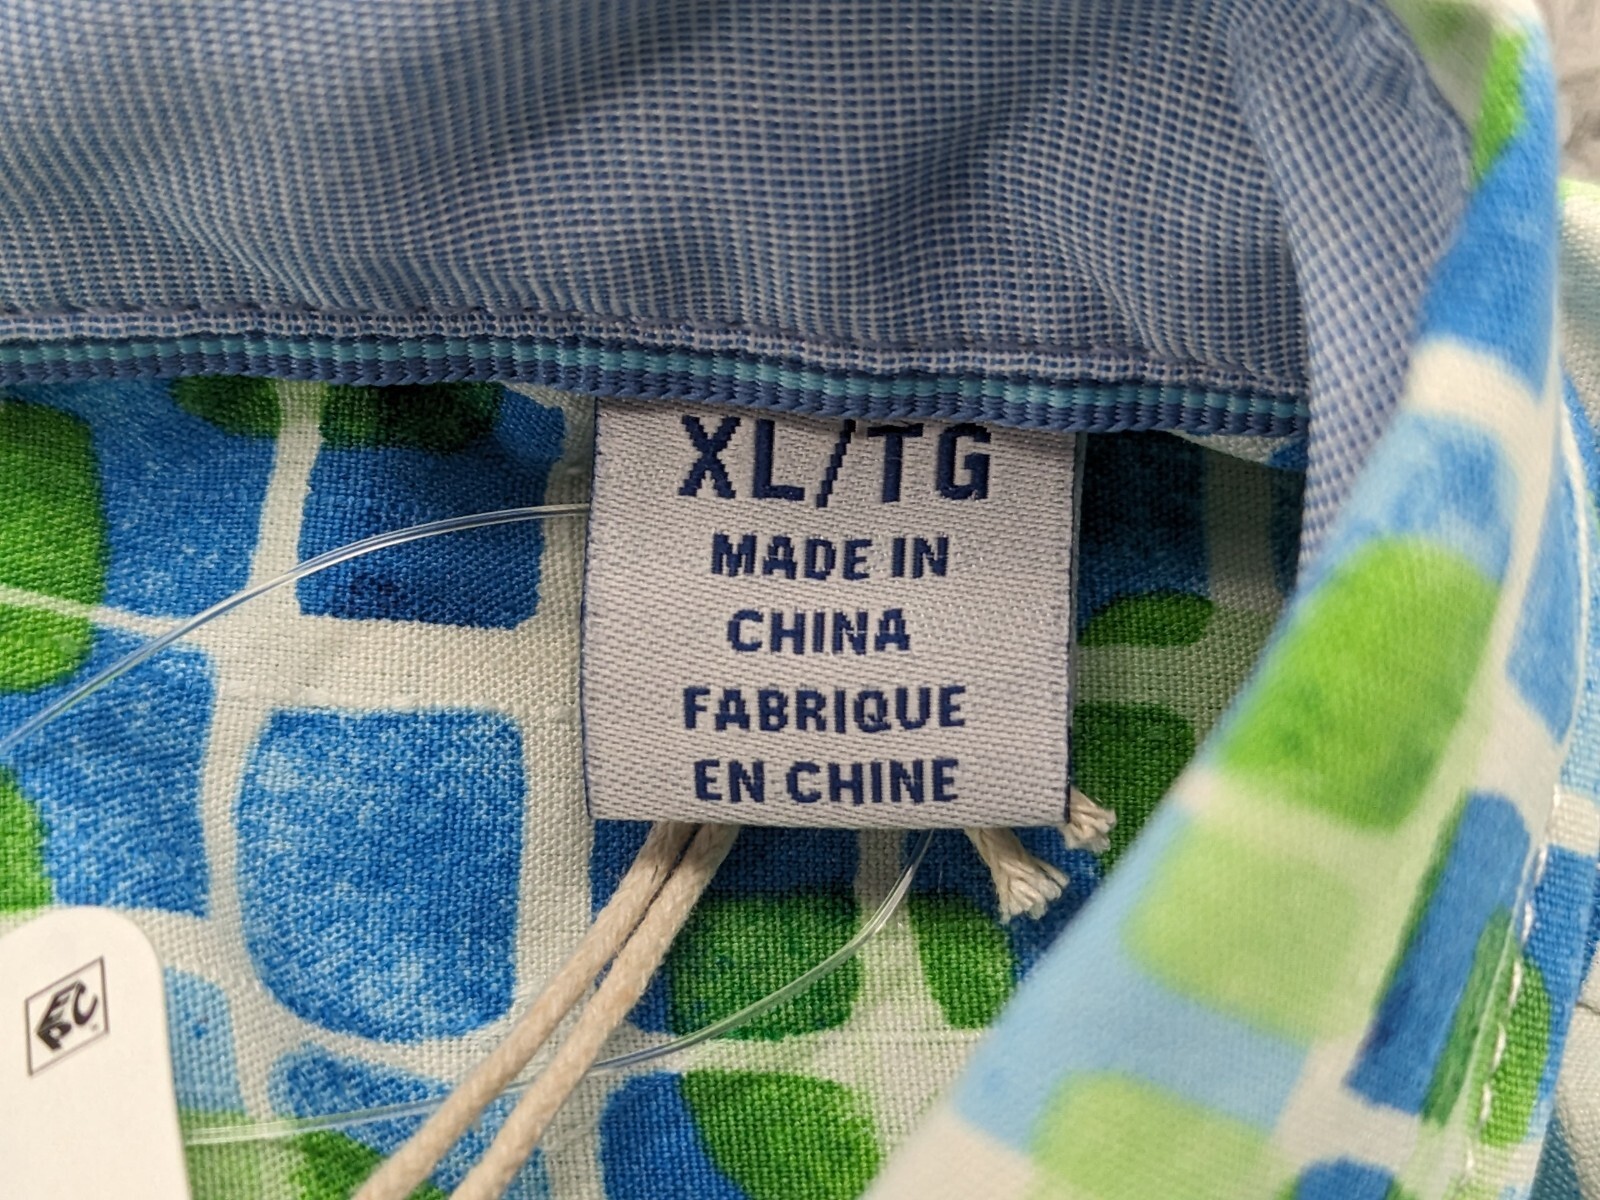 XL/TG
MADE IN
CHINA
FABRIQUE
EN CHINE